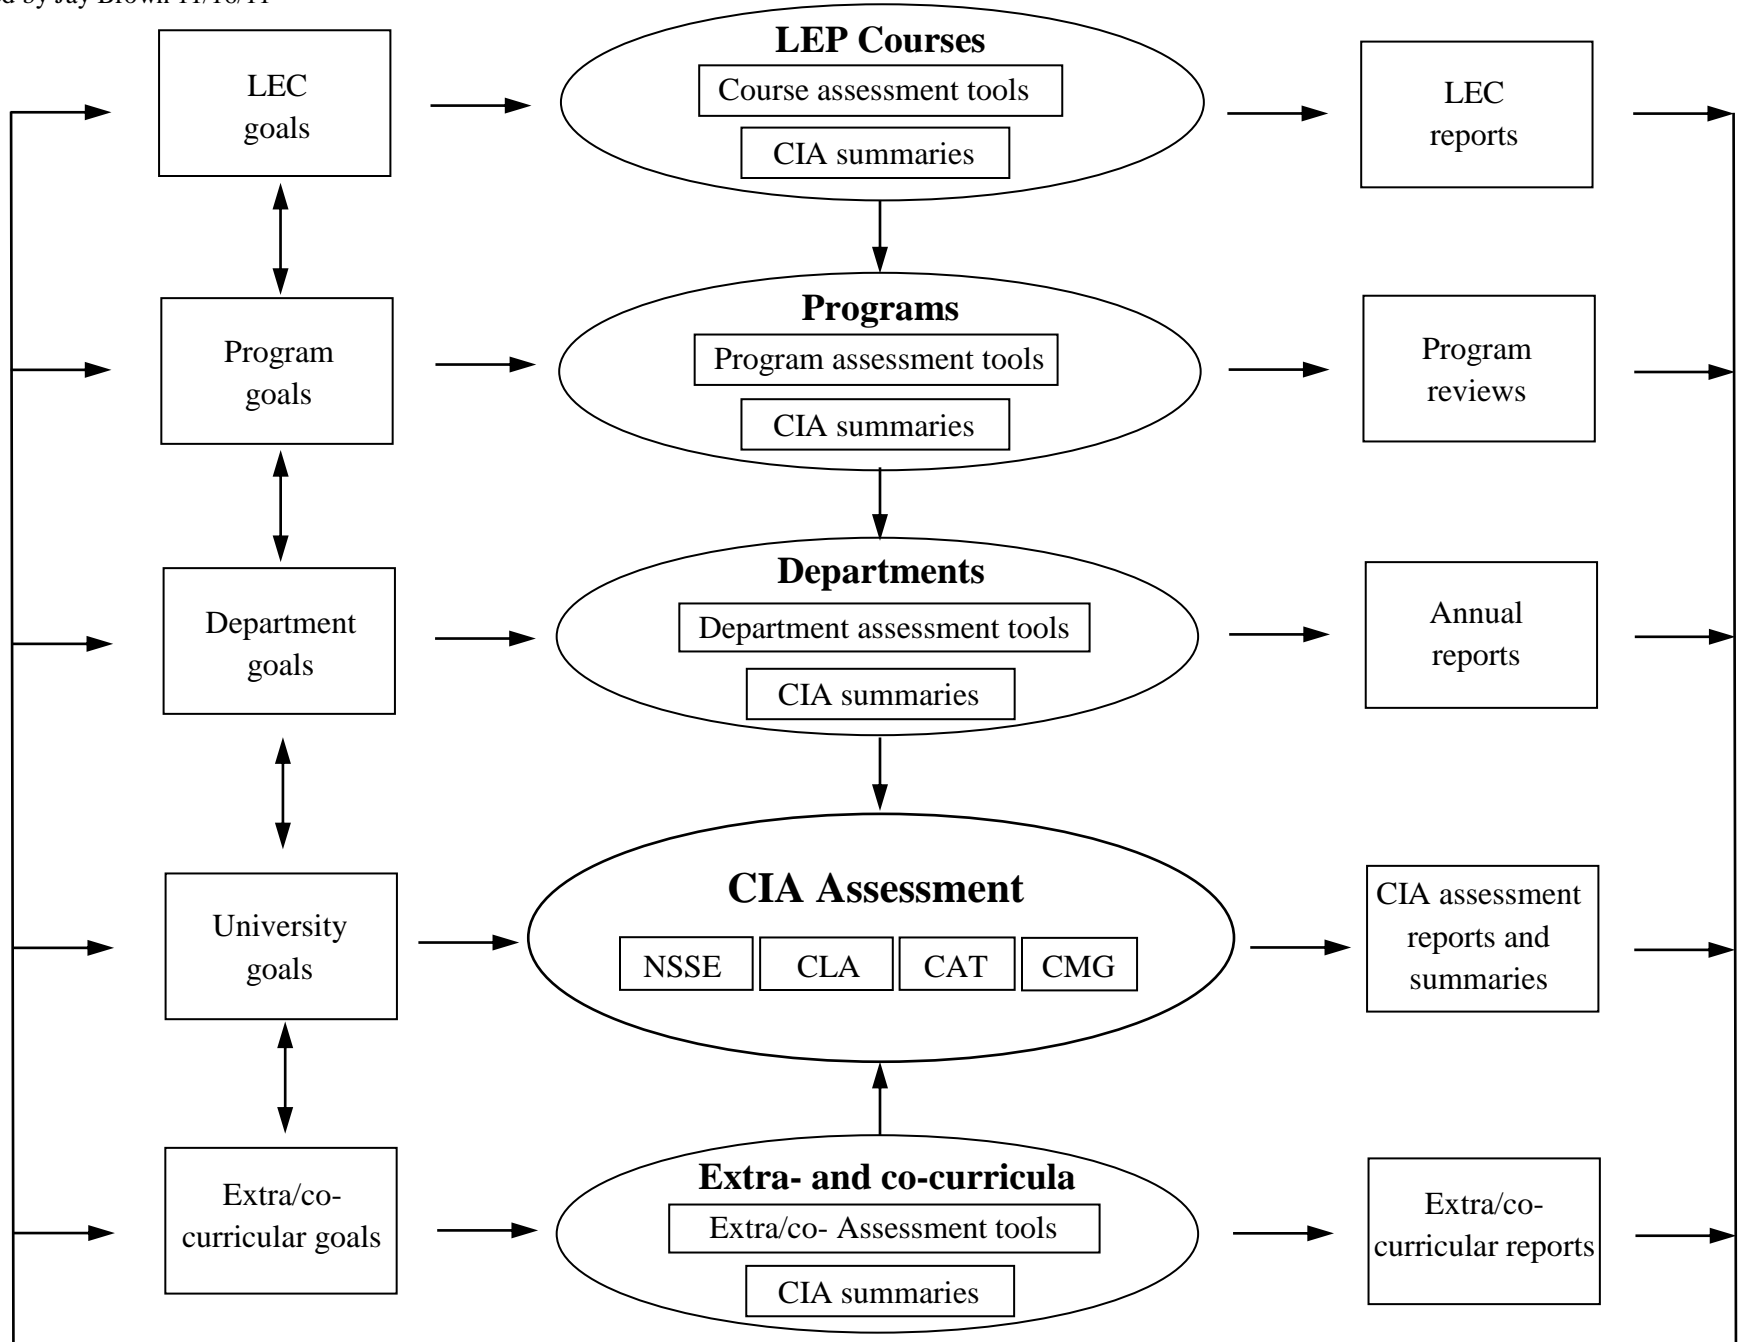 LEP Courses
LEC
goals
Course assessment tools
CIA summaries
LEC
reports
Programs
Program
goals
Program assessment tools
CIA summaries
Program
reviews
Departments
Department
goals
Department assessment tools
CIA summaries
Annual
reports
CIA Assessment
University
goals
NSSE
CLA
CAT
CMG
CIA assessment
reports and
summaries
Extra- and co-curricula
Extra/co-
curricular goals
Extra/co- Assessment tools
CIA summaries
Extra/co-
curricular reports